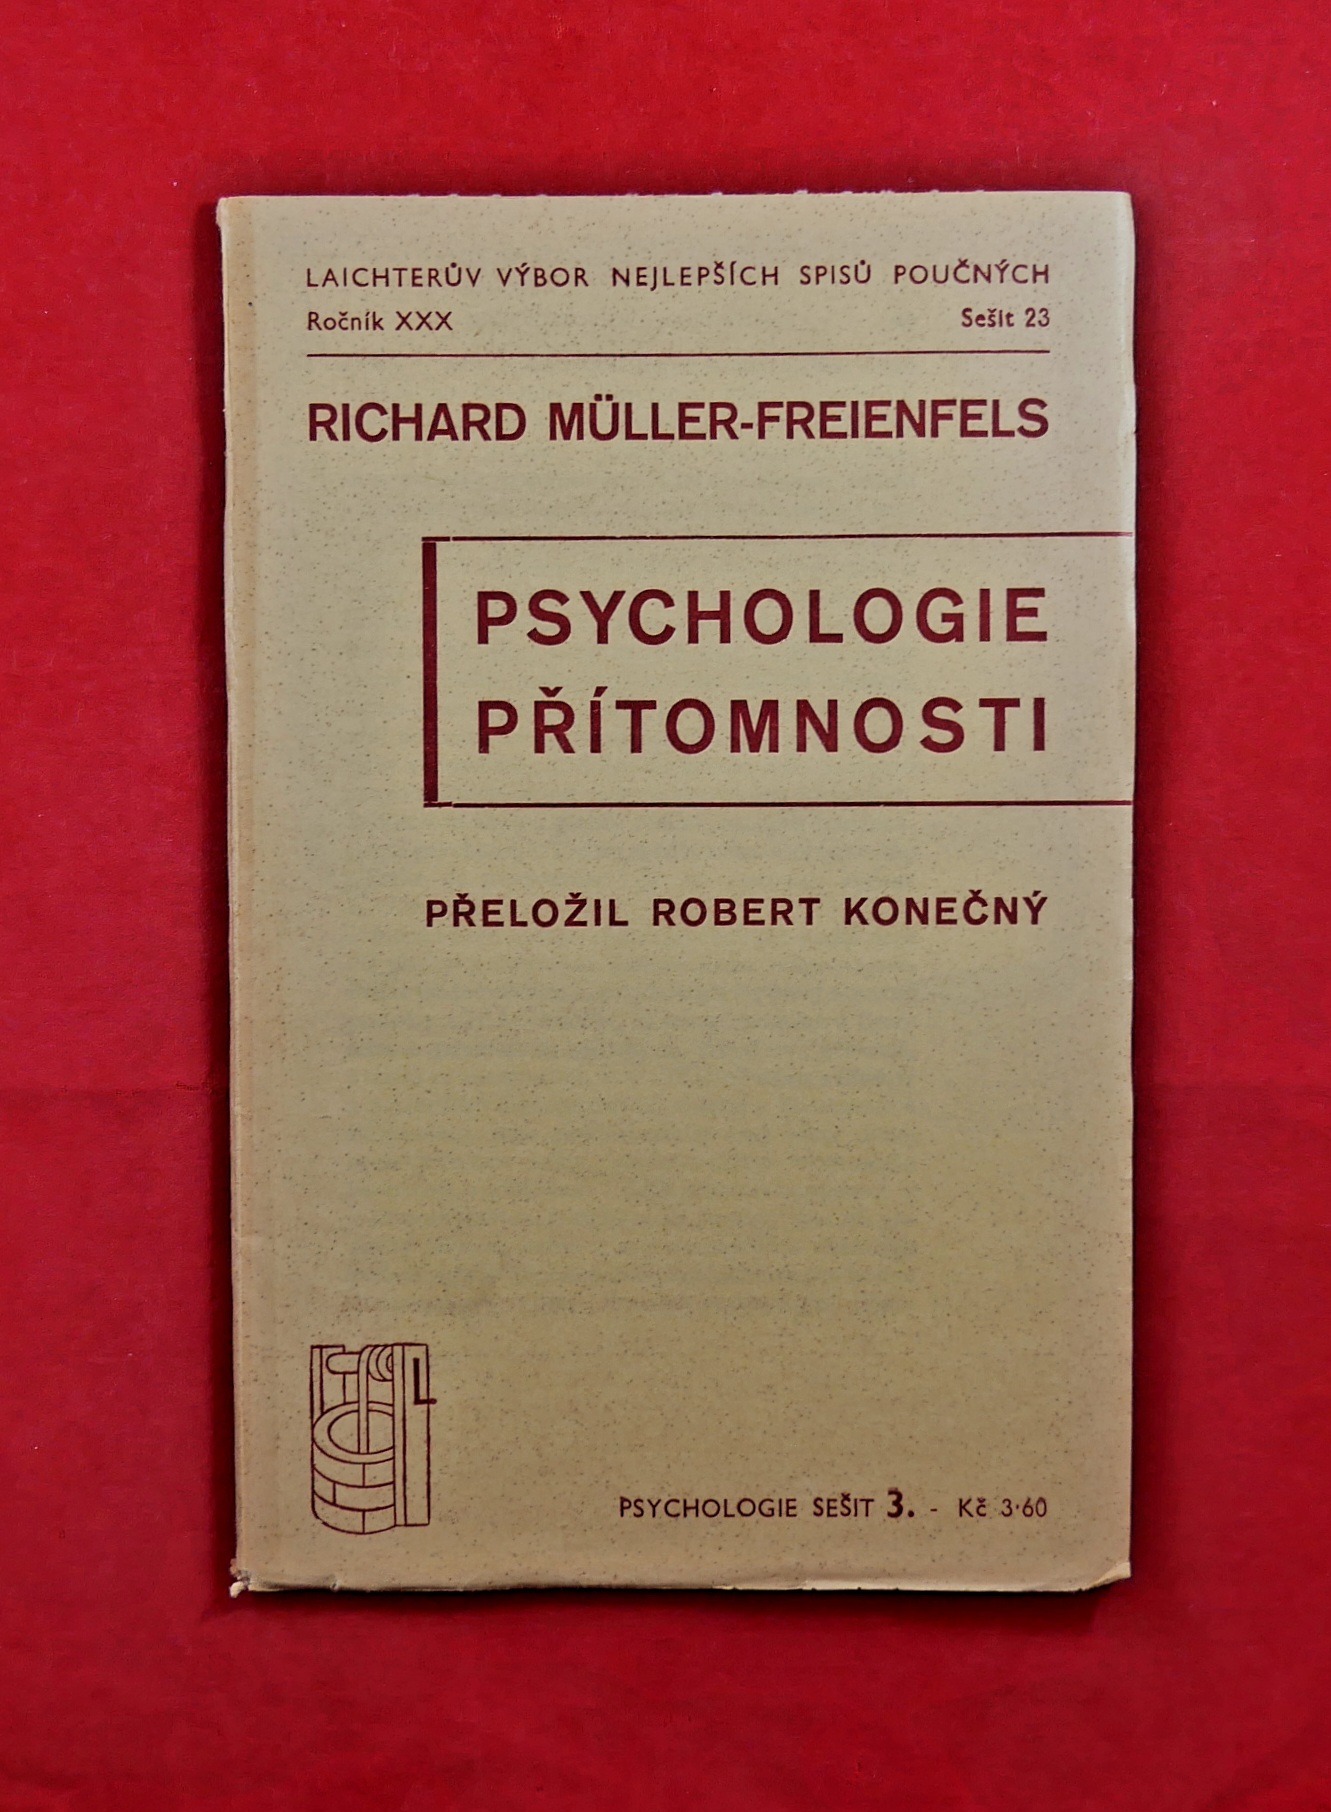 LAICHTERŮV VÝBOR NEJLEPŠÍCH SPISŮ POUČNÝCH
Ročník XXX Sešit 23
RICHARD MÜLLER-FREIENFELS
PSYCHOLOGIE
PŘÍTOMNOSTI
PŘELOŽIL ROBERT KONEČNÝ
L
PSYCHOLOGIE SEŠIT 3. - Kč 3·60